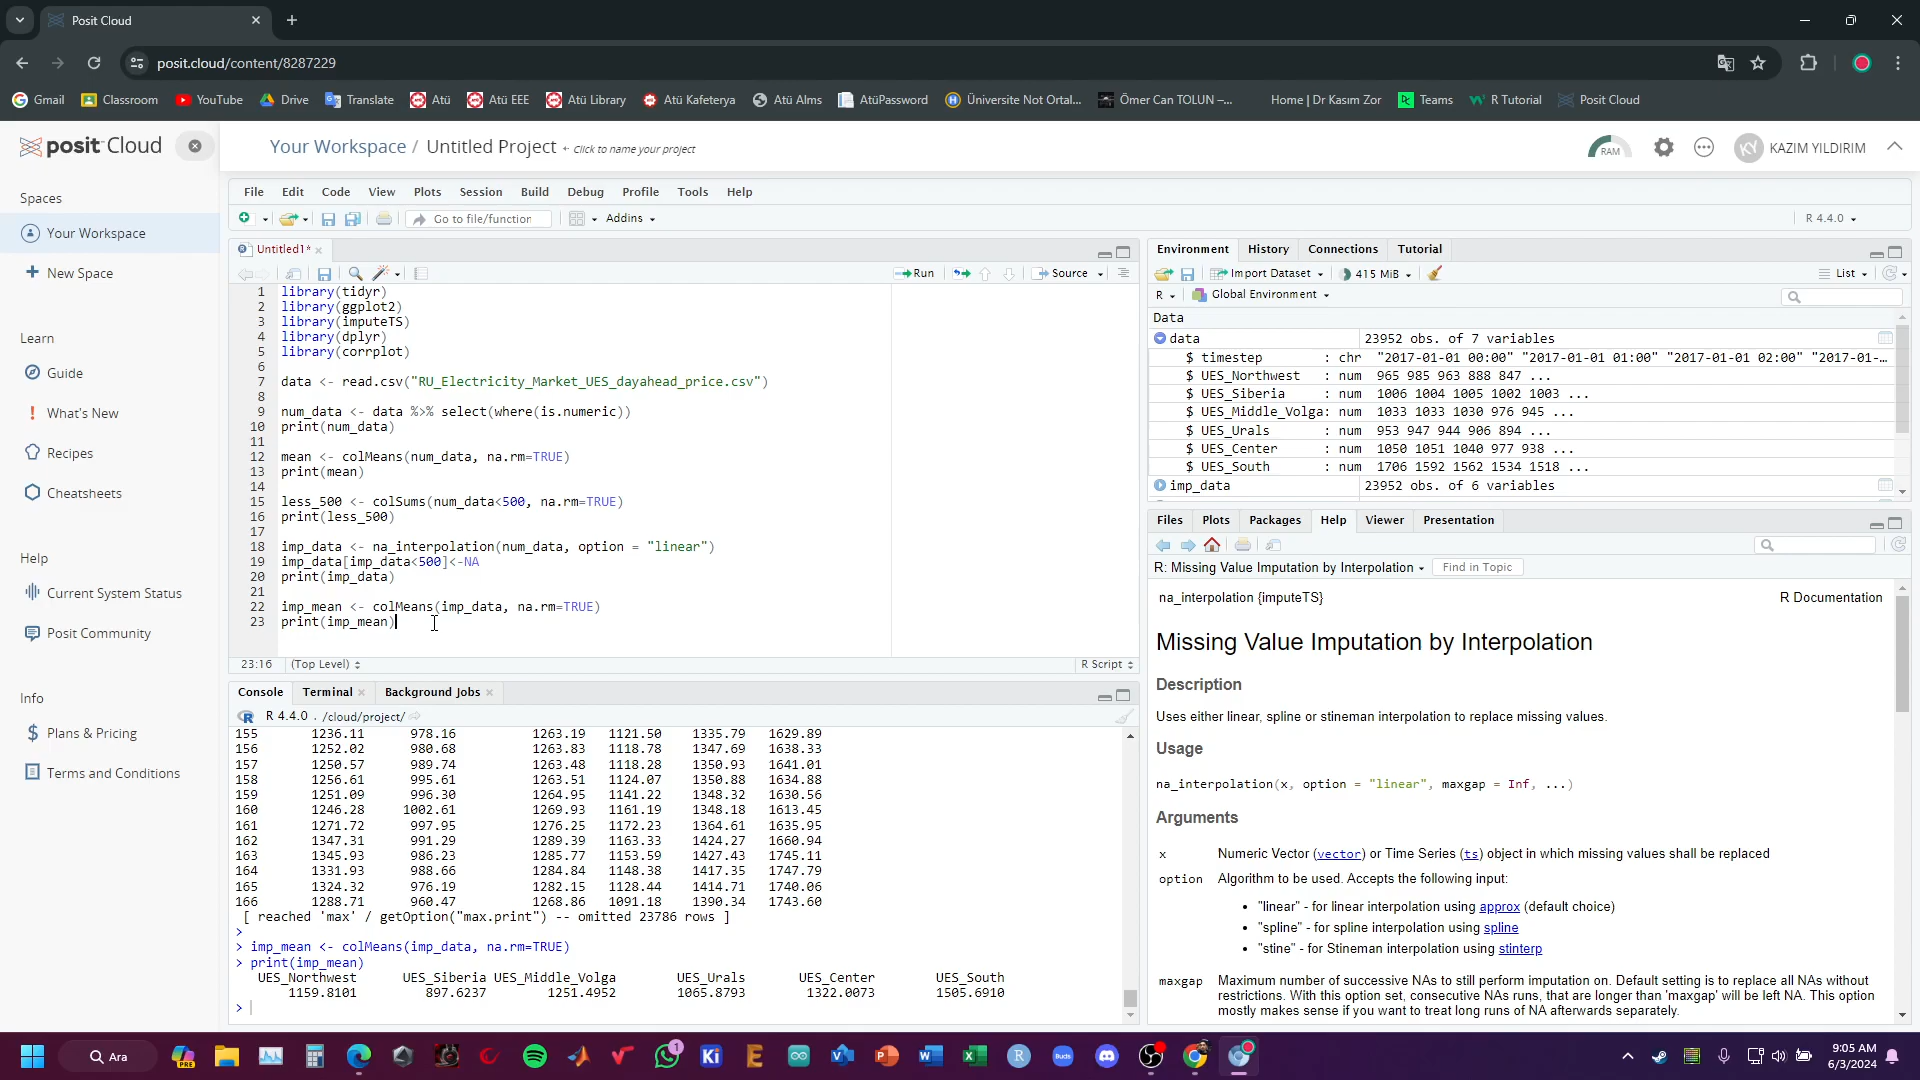 Posit Cloud
posit.cloud/content/8287229
Gmail Classroom YouTube Drive Translate Atü Atü EEE Atü Library Atü Kafeterya Atü Alms AtüPassword Üniversite Not Ortal... Ömer Can TOLUN –... Home | Dr Kasım Zor Teams R Tutorial Posit Cloud
posit Cloud
Your Workspace / Untitled Project ← Click to name your project
RAM
KY KAZIM YILDIRIM
Spaces
Your Workspace
New Space
Learn
Guide
What's New
Recipes
Cheatsheets
Help
Current System Status
Posit Community
Info
Plans & Pricing
Terms and Conditions
File Edit Code View Plots Session Build Debug Profile Tools Help
Go to file/function Addins R 4.4.0
Untitled1*
Run Source
1 library(tidyr)
2 library(ggplot2)
3 library(imputeTS)
4 library(dplyr)
5 library(corrplot)
6
7 data <- read.csv("RU_Electricity_Market_UES_dayahead_price.csv")
8
9 num_data <- data %>% select(where(is.numeric))
10 print(num_data)
11
12 mean <- colMeans(num_data, na.rm=TRUE)
13 print(mean)
14
15 less_500 <- colSums(num_data<500, na.rm=TRUE)
16 print(less_500)
17
18 imp_data <- na_interpolation(num_data, option = "linear")
19 imp_data[imp_data<500]<-NA
20 print(imp_data)
21
22 imp_mean <- colMeans(imp_data, na.rm=TRUE)
23 print(imp_mean)
23:16 (Top Level) R Script
Console Terminal Background Jobs
R 4.4.0 . /cloud/project/
155 1236.11 978.16 1263.19 1121.50 1335.79 1629.89
156 1252.02 980.68 1263.83 1118.78 1347.69 1638.33
157 1250.57 989.74 1263.48 1118.28 1350.93 1641.01
158 1256.61 995.61 1263.51 1124.07 1350.88 1634.88
159 1251.09 996.30 1264.95 1141.22 1348.32 1630.56
160 1246.28 1002.61 1269.93 1161.19 1348.18 1613.45
161 1271.72 997.95 1276.25 1172.23 1364.61 1635.95
162 1347.31 991.29 1289.39 1163.33 1424.27 1660.94
163 1345.93 986.23 1285.77 1153.59 1427.43 1745.11
164 1331.93 988.66 1284.84 1148.38 1417.35 1747.79
165 1324.32 976.19 1282.15 1128.44 1414.71 1740.06
166 1288.71 960.47 1268.86 1091.18 1390.34 1743.60
[ reached 'max' / getOption("max.print") -- omitted 23786 rows ]
>
> imp_mean <- colMeans(imp_data, na.rm=TRUE)
> print(imp_mean)
UES_Northwest UES_Siberia UES_Middle_Volga UES_Urals UES_Center UES_South
1159.8101 897.6237 1251.4952 1065.8793 1322.0073 1505.6910
>
Environment History Connections Tutorial
Import Dataset 415 MiB List
R Global Environment
Data
data 23952 obs. of 7 variables
$ timestep : chr "2017-01-01 00:00" "2017-01-01 01:00" "2017-01-01 02:00" "2017-01-…
$ UES_Northwest : num 965 985 963 888 847 ...
$ UES_Siberia : num 1006 1004 1005 1002 1003 ...
$ UES_Middle_Volga: num 1033 1033 1030 976 945 ...
$ UES_Urals : num 953 947 944 906 894 ...
$ UES_Center : num 1050 1051 1040 977 938 ...
$ UES_South : num 1706 1592 1562 1534 1518 ...
imp_data 23952 obs. of 6 variables
Files Plots Packages Help Viewer Presentation
R: Missing Value Imputation by Interpolation Find in Topic
na_interpolation {imputeTS} R Documentation
Missing Value Imputation by Interpolation
Description
Uses either linear, spline or stineman interpolation to replace missing values.
Usage
na_interpolation(x, option = "linear", maxgap = Inf, ...)
Arguments
x Numeric Vector (vector) or Time Series (ts) object in which missing values shall be replaced
option Algorithm to be used. Accepts the following input:
• "linear" - for linear interpolation using approx (default choice)
• "spline" - for spline interpolation using spline
• "stine" - for Stineman interpolation using stinterp
maxgap Maximum number of successive NAs to still perform imputation on. Default setting is to replace all NAs without
restrictions. With this option set, consecutive NAs runs, that are longer than 'maxgap' will be left NA. This option
mostly makes sense if you want to treat long runs of NA afterwards separately.
Ara
9:05 AM
6/3/2024